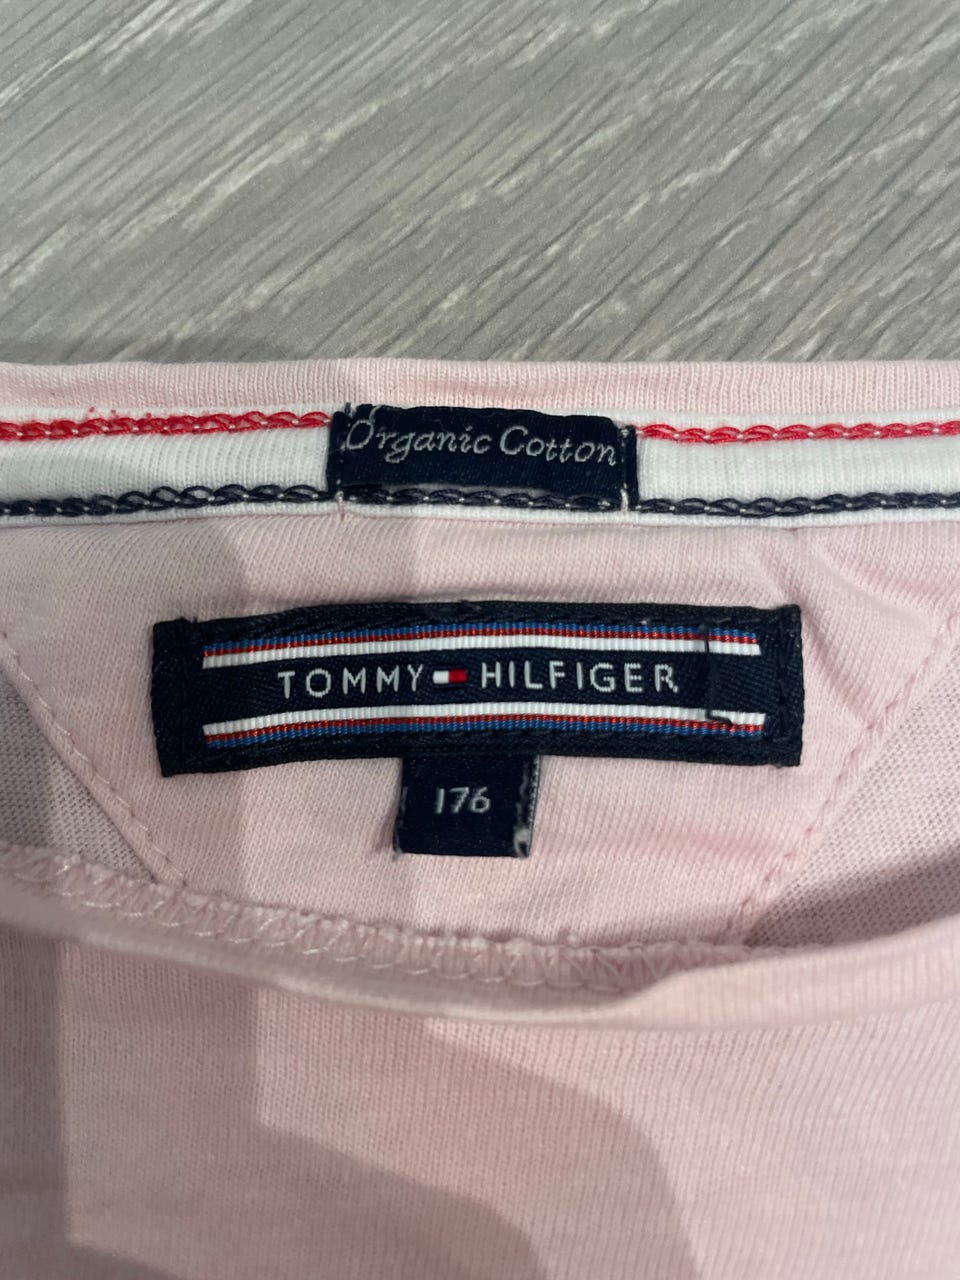 Organic Cotton
TOMMY HILFIGER
176